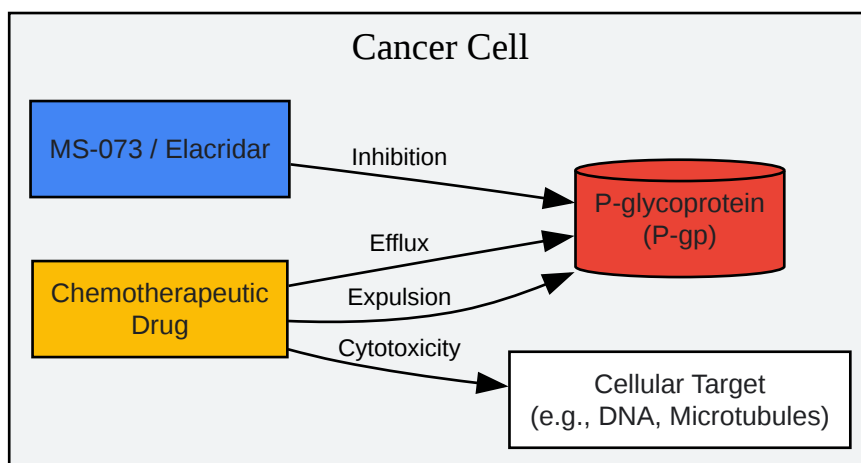 Cancer Cell
MS-073 / Elacridar
Inhibition
P-glycoprotein
(P-gp)
Efflux
Chemotherapeutic
Drug
Expulsion
Cytotoxicity
Cellular Target
(e.g., DNA, Microtubules)